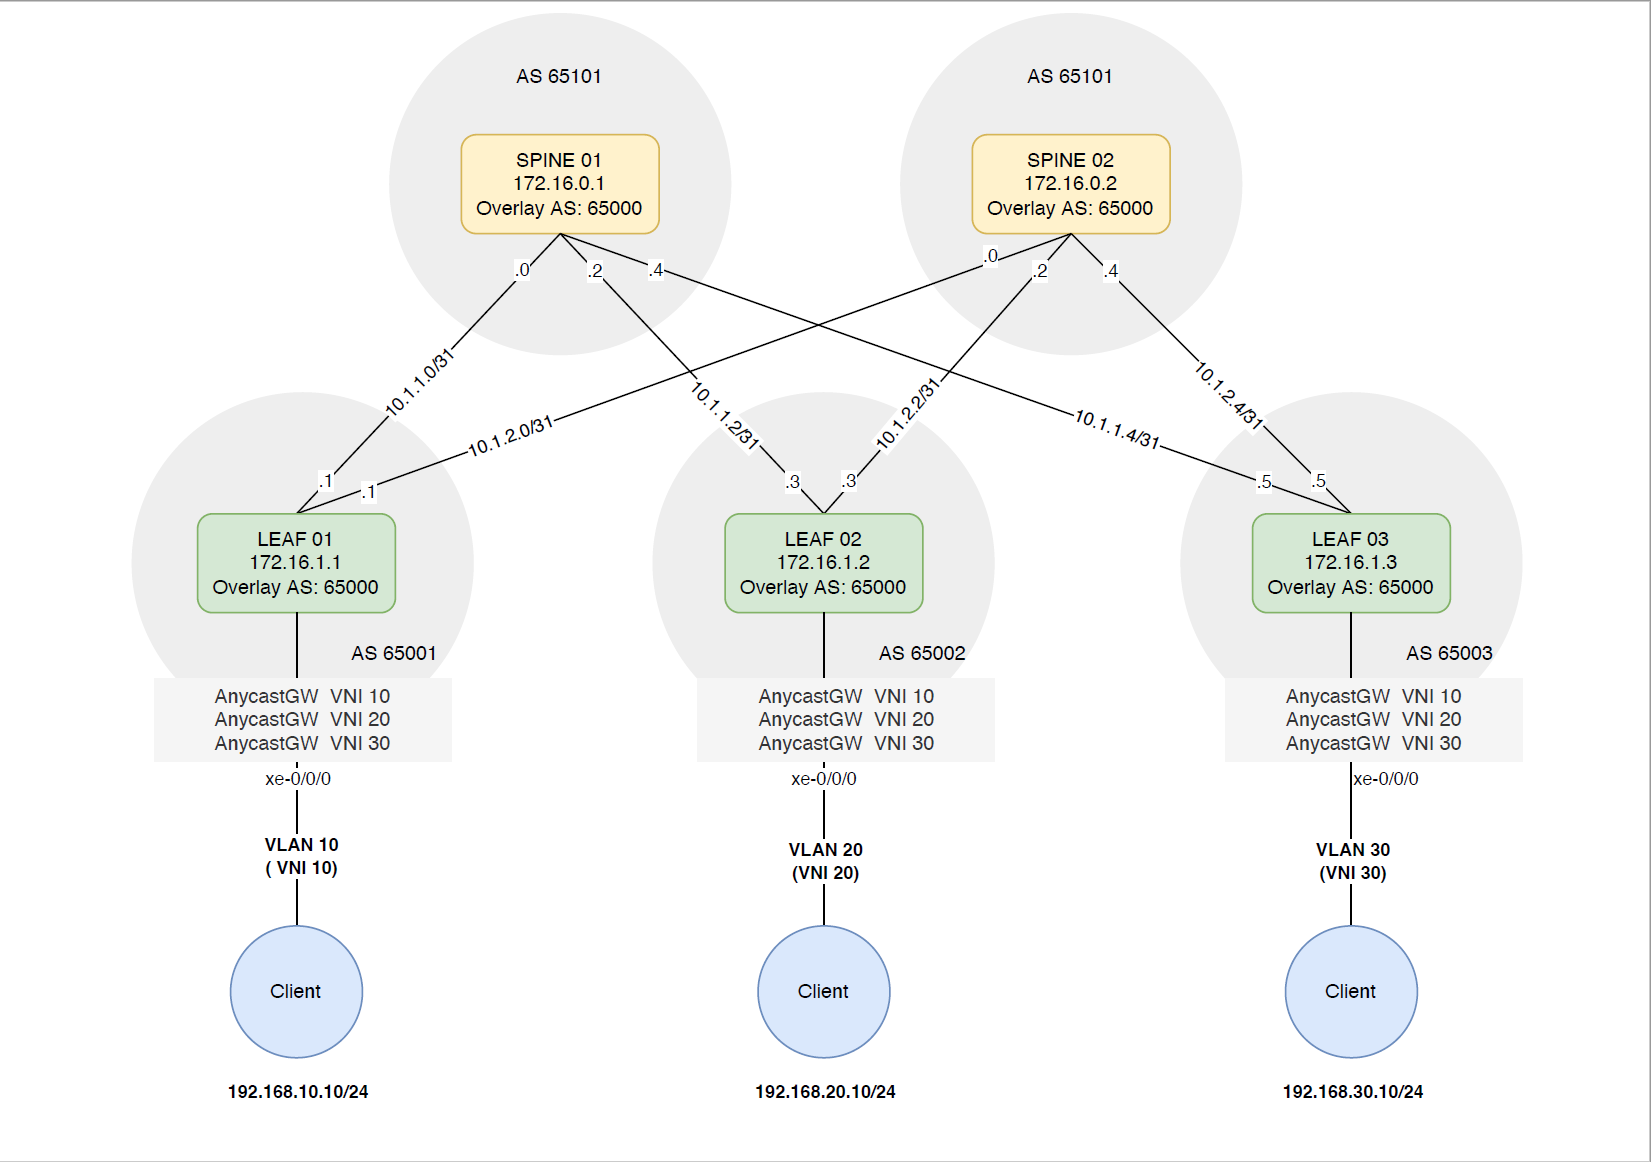 AS 65101
AS 65101
SPINE 01
172.16.0.1
Overlay AS: 65000
SPINE 02
172.16.0.2
Overlay AS: 65000
.0
.2
.4
.0
.2
.4
10.1.1.0/31
10.1.2.0/31
10.1.1.2/31
10.1.2.2/31
10.1.1.4/31
10.1.2.4/31
.1
.1
.3
.3
.5
.5
LEAF 01
172.16.1.1
Overlay AS: 65000
LEAF 02
172.16.1.2
Overlay AS: 65000
LEAF 03
172.16.1.3
Overlay AS: 65000
AS 65001
AS 65002
AS 65003
AnycastGW VNI 10
AnycastGW VNI 20
AnycastGW VNI 30
AnycastGW VNI 10
AnycastGW VNI 20
AnycastGW VNI 30
AnycastGW VNI 10
AnycastGW VNI 20
AnycastGW VNI 30
xe-0/0/0
xe-0/0/0
xe-0/0/0
VLAN 10
( VNI 10)
VLAN 20
(VNI 20)
VLAN 30
(VNI 30)
Client
Client
Client
192.168.10.10/24
192.168.20.10/24
192.168.30.10/24